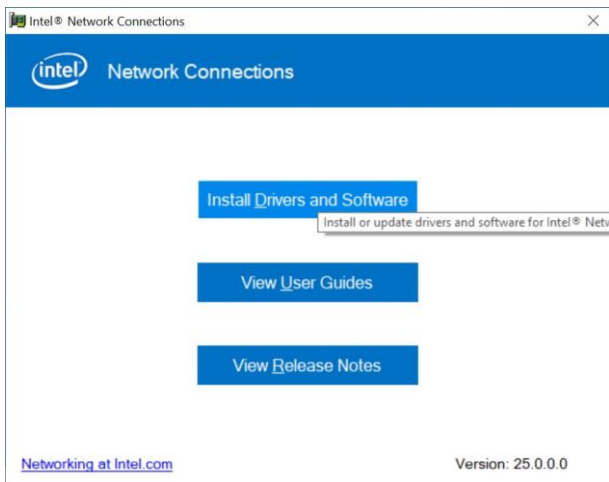 Intel® Network Connections
intel
Network Connections
Install Drivers and Software
Install or update drivers and software for Intel®
View User Guides
View Release Notes
Networking at Intel.com
Version: 25.0.0.0